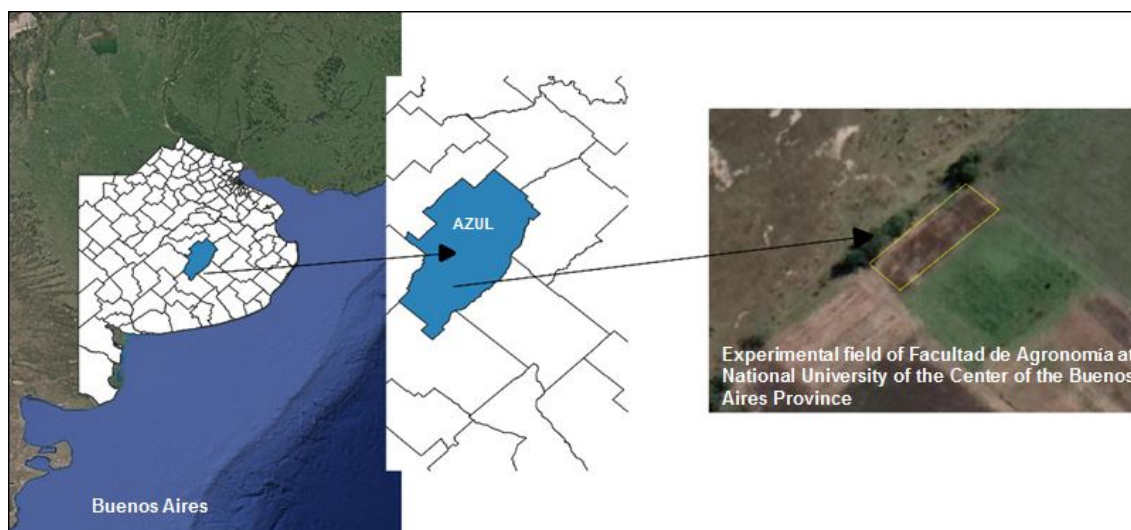 Buenos Aires
AZUL
Experimental field of Facultad de Agronomía at
National University of the Center of the Buenos
Aires Province